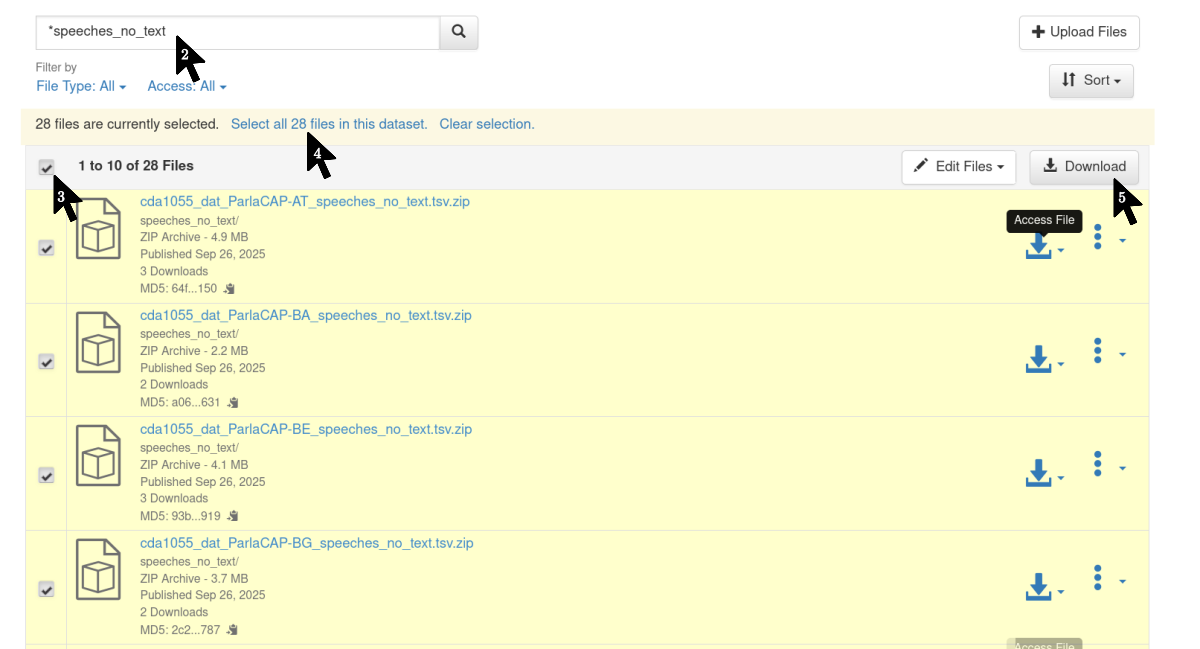 *speeches_no_text
Upload Files
2
Filter by
File Type: All
Access: All
Sort
28 files are currently selected. Select all 28 files in this dataset. Clear selection.
4
1 to 10 of 28 Files
Edit Files
Download
3
5
cda1055_dat_ParlaCAP-AT_speeches_no_text.tsv.zip
speeches_no_text/
ZIP Archive - 4.9 MB
Published Sep 26, 2025
3 Downloads
MD5: 64f...150
Access File
cda1055_dat_ParlaCAP-BA_speeches_no_text.tsv.zip
speeches_no_text/
ZIP Archive - 2.2 MB
Published Sep 26, 2025
2 Downloads
MD5: a06...631
cda1055_dat_ParlaCAP-BE_speeches_no_text.tsv.zip
speeches_no_text/
ZIP Archive - 4.1 MB
Published Sep 26, 2025
3 Downloads
MD5: 93b...919
cda1055_dat_ParlaCAP-BG_speeches_no_text.tsv.zip
speeches_no_text/
ZIP Archive - 3.7 MB
Published Sep 26, 2025
2 Downloads
MD5: 2c2...787
Access File